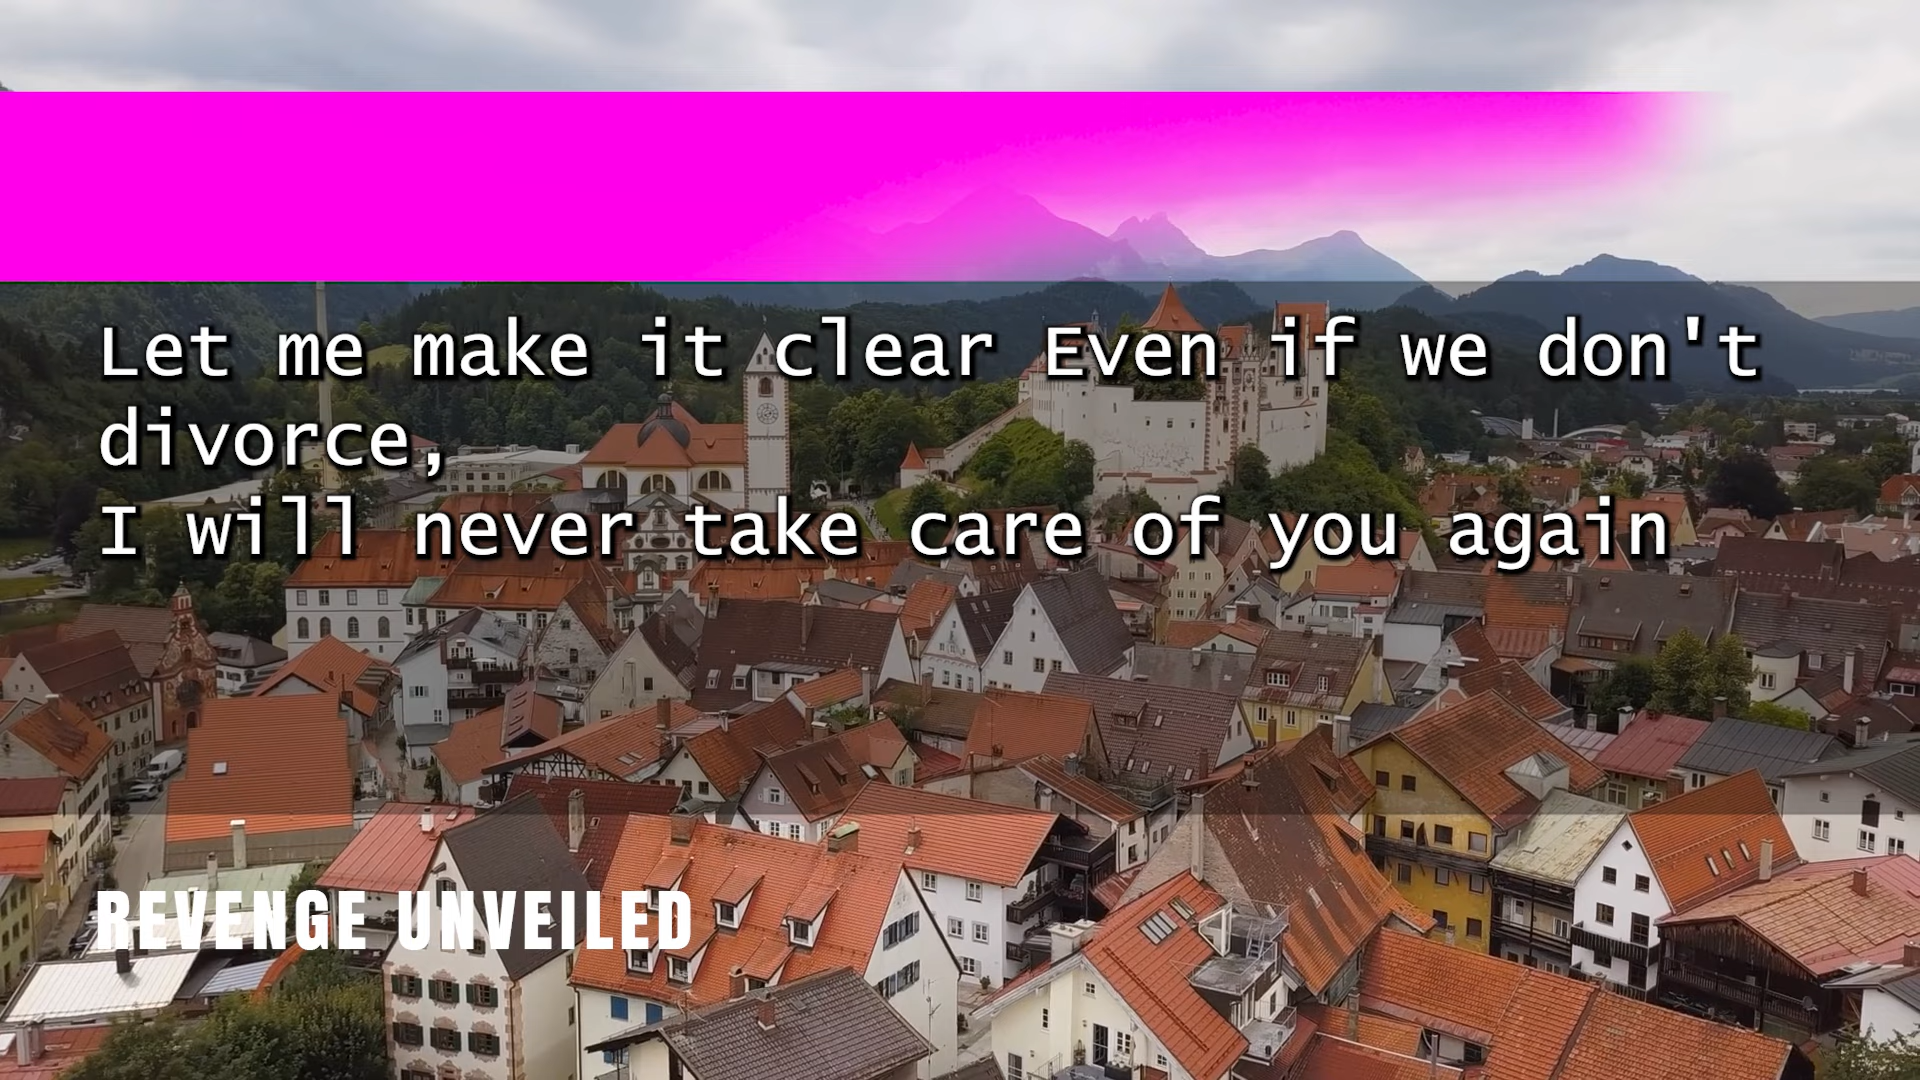 Let me make it clear Even if we don't
divorce,
I will never take care of you again
REVENGE UNVEILED